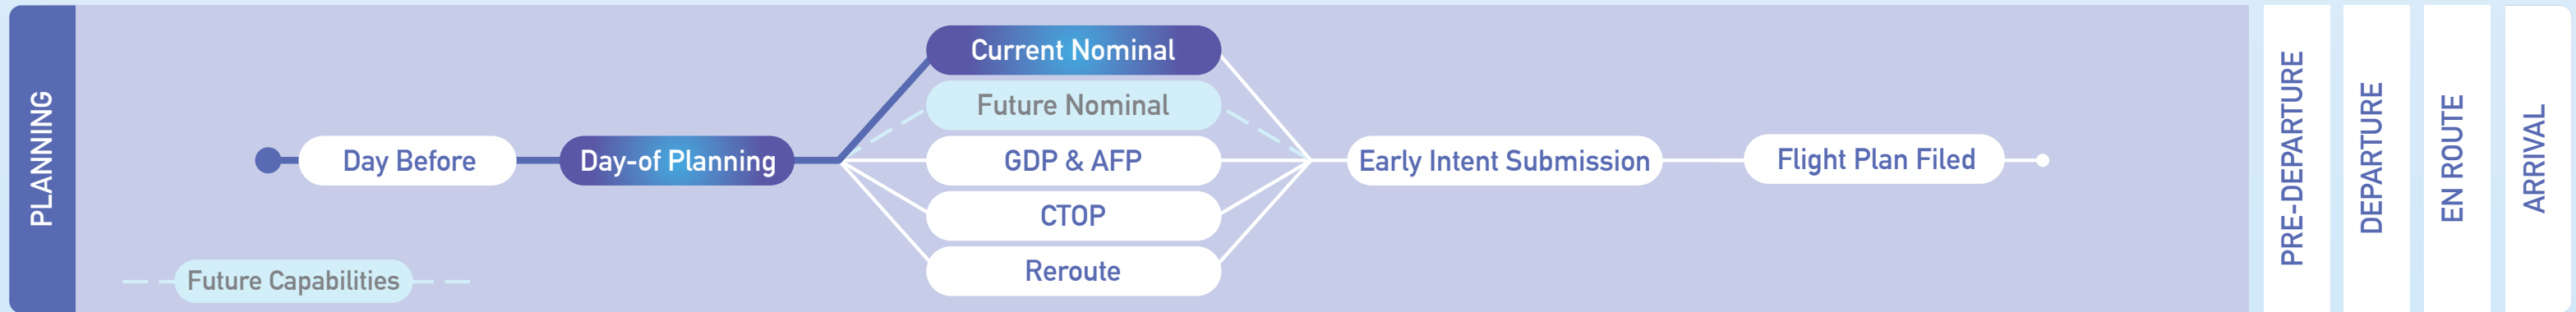 PLANNING
Day Before
Day-of Planning
Current Nominal
Future Nominal
GDP & AFP
CTOP
Reroute
Early Intent Submission
Flight Plan Filed
Future Capabilities
PRE-DEPARTURE
DEPARTURE
EN ROUTE
ARRIVAL